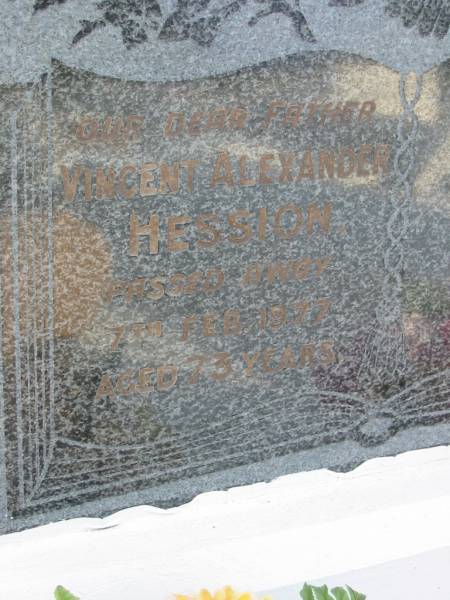 OUR DEAR FATHER
VINCENT ALEXANDER
HESSION.
PASSED AWAY
7TH FEB. 1977
AGED 73 YEARS.